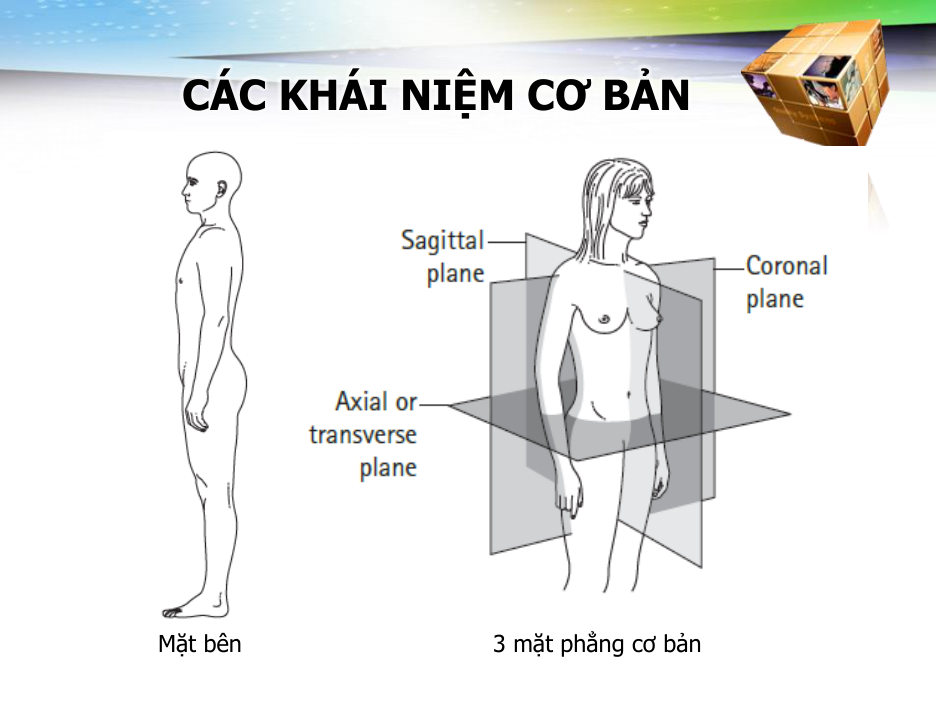 CÁC KHÁI NIỆM CƠ BẢN
Sagittal
plane
Coronal
plane
Axial or
transverse
plane
Mặt bên
3 mặt phẳng cơ bản